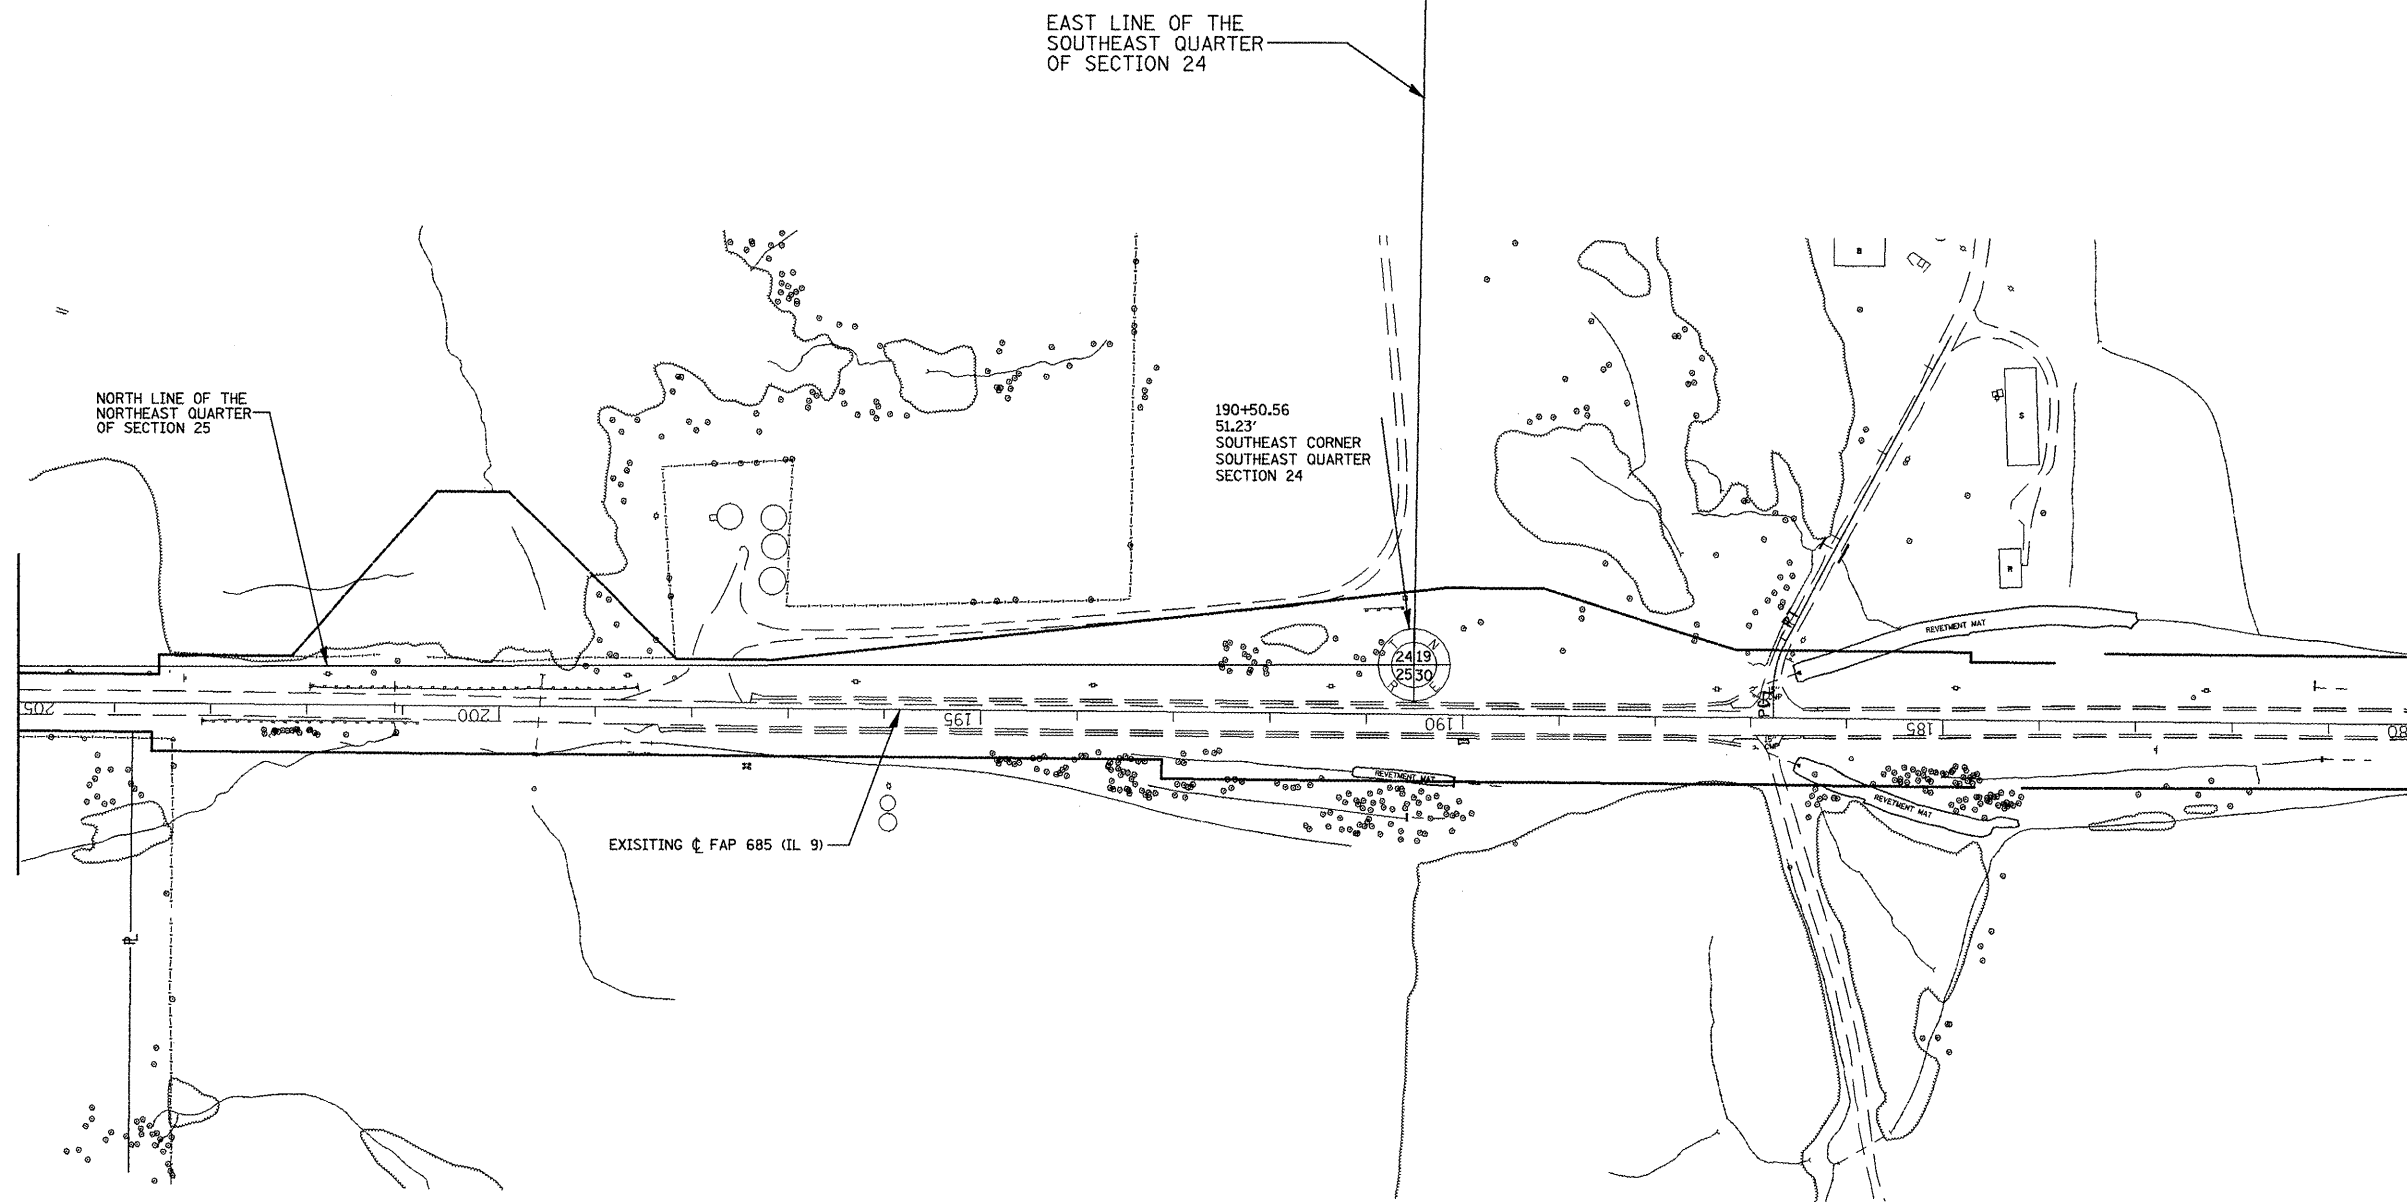 EAST LINE OF THE
SOUTHEAST QUARTER
OF SECTION 24
NORTH LINE OF THE
NORTHEAST QUARTER
OF SECTION 25
190+50.56
51.23'
SOUTHEAST CORNER
SOUTHEAST QUARTER
SECTION 24
B
S
R
REVETMENT MAT
T
N
24 19
25 30
R
E
205
200
195
190
185
80
REVETMENT MAT
REVETMENT MAT
EXISITING ℄ FAP 685 (IL 9)
PL